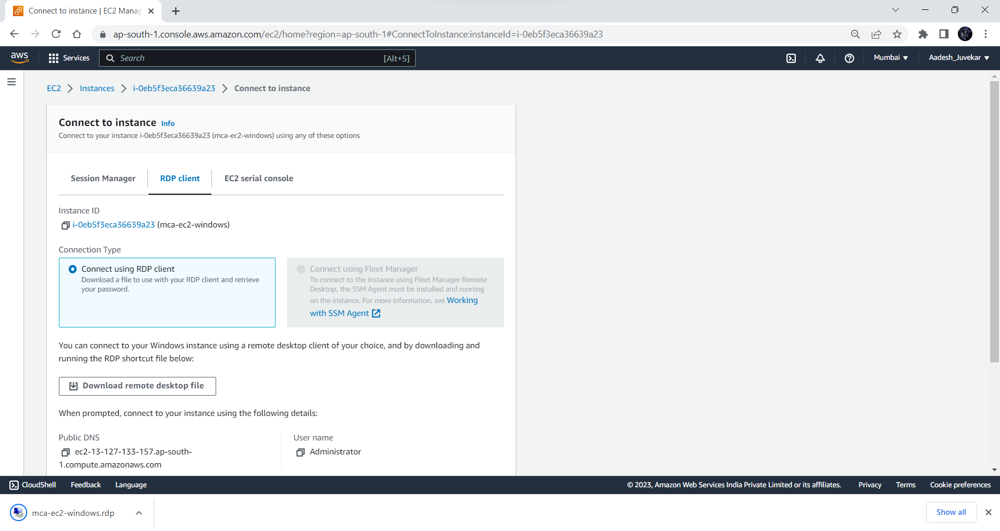 Connect to instance | EC2 Manag
ap-south-1.console.aws.amazon.com/ec2/home?region=ap-south-1#ConnectToInstance:instanceId=i-0eb5f3eca36639a23
aws Services Search [Alt+S] Mumbai Aadesh_Juvekar
EC2 Instances i-0eb5f3eca36639a23 Connect to instance
Connect to instance Info
Connect to your instance i-0eb5f3eca36639a23 (mca-ec2-windows) using any of these options
Session Manager RDP client EC2 serial console
Instance ID
i-0eb5f3eca36639a23 (mca-ec2-windows)
Connection Type
Connect using RDP client
Download a file to use with your RDP client and retrieve
your password.
Connect using Fleet Manager
To connect to the instance using Fleet Manager Remote
Desktop, the SSM Agent must be installed and running
on the instance. For more information, see Working
with SSM Agent
You can connect to your Windows instance using a remote desktop client of your choice, and by downloading and
running the RDP shortcut file below:
Download remote desktop file
When prompted, connect to your instance using the following details:
Public DNS
ec2-13-127-133-157.ap-south-
1.compute.amazonaws.com
User name
Administrator
CloudShell Feedback Language © 2023, Amazon Web Services India Private Limited or its affiliates. Privacy Terms Cookie preferences
mca-ec2-windows.rdp Show all